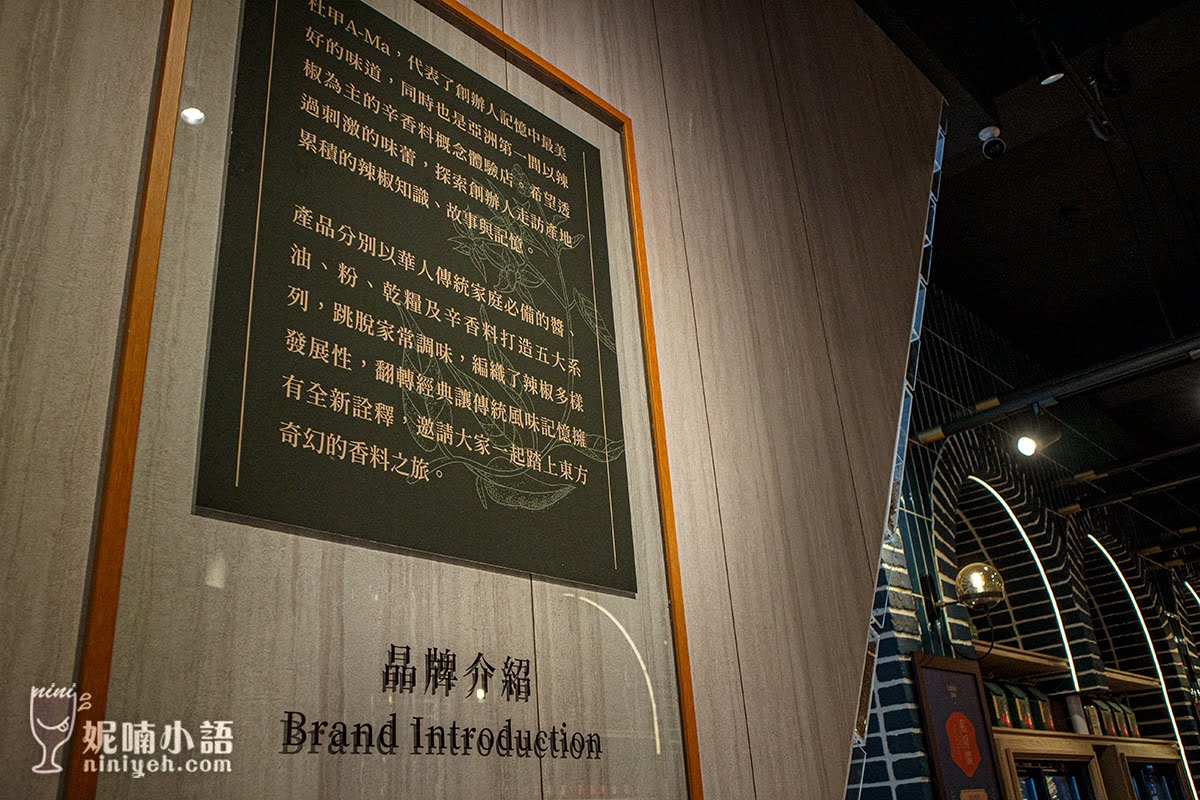 杜甲A-Ma，代表了創辦人記憶中最美
好的味道，同時也是亞洲第一間以辣
椒為主的辛香料概念體驗店。希望透
過刺激的味蕾，探索創辦人走訪產地
累積的辣椒知識、故事與記憶。
產品分別以華人傳統家庭必備的醬、
油、粉、乾糧及辛香料打造五大系
列，跳脫家常調味，編織了辣椒多樣
發展性，翻轉經典讓傳統風味記憶擁
有全新詮釋，邀請大家一起踏上東方
奇幻的香料之旅。
品牌介紹
Brand Introduction
nini
妮喃小語
niniyeh.com